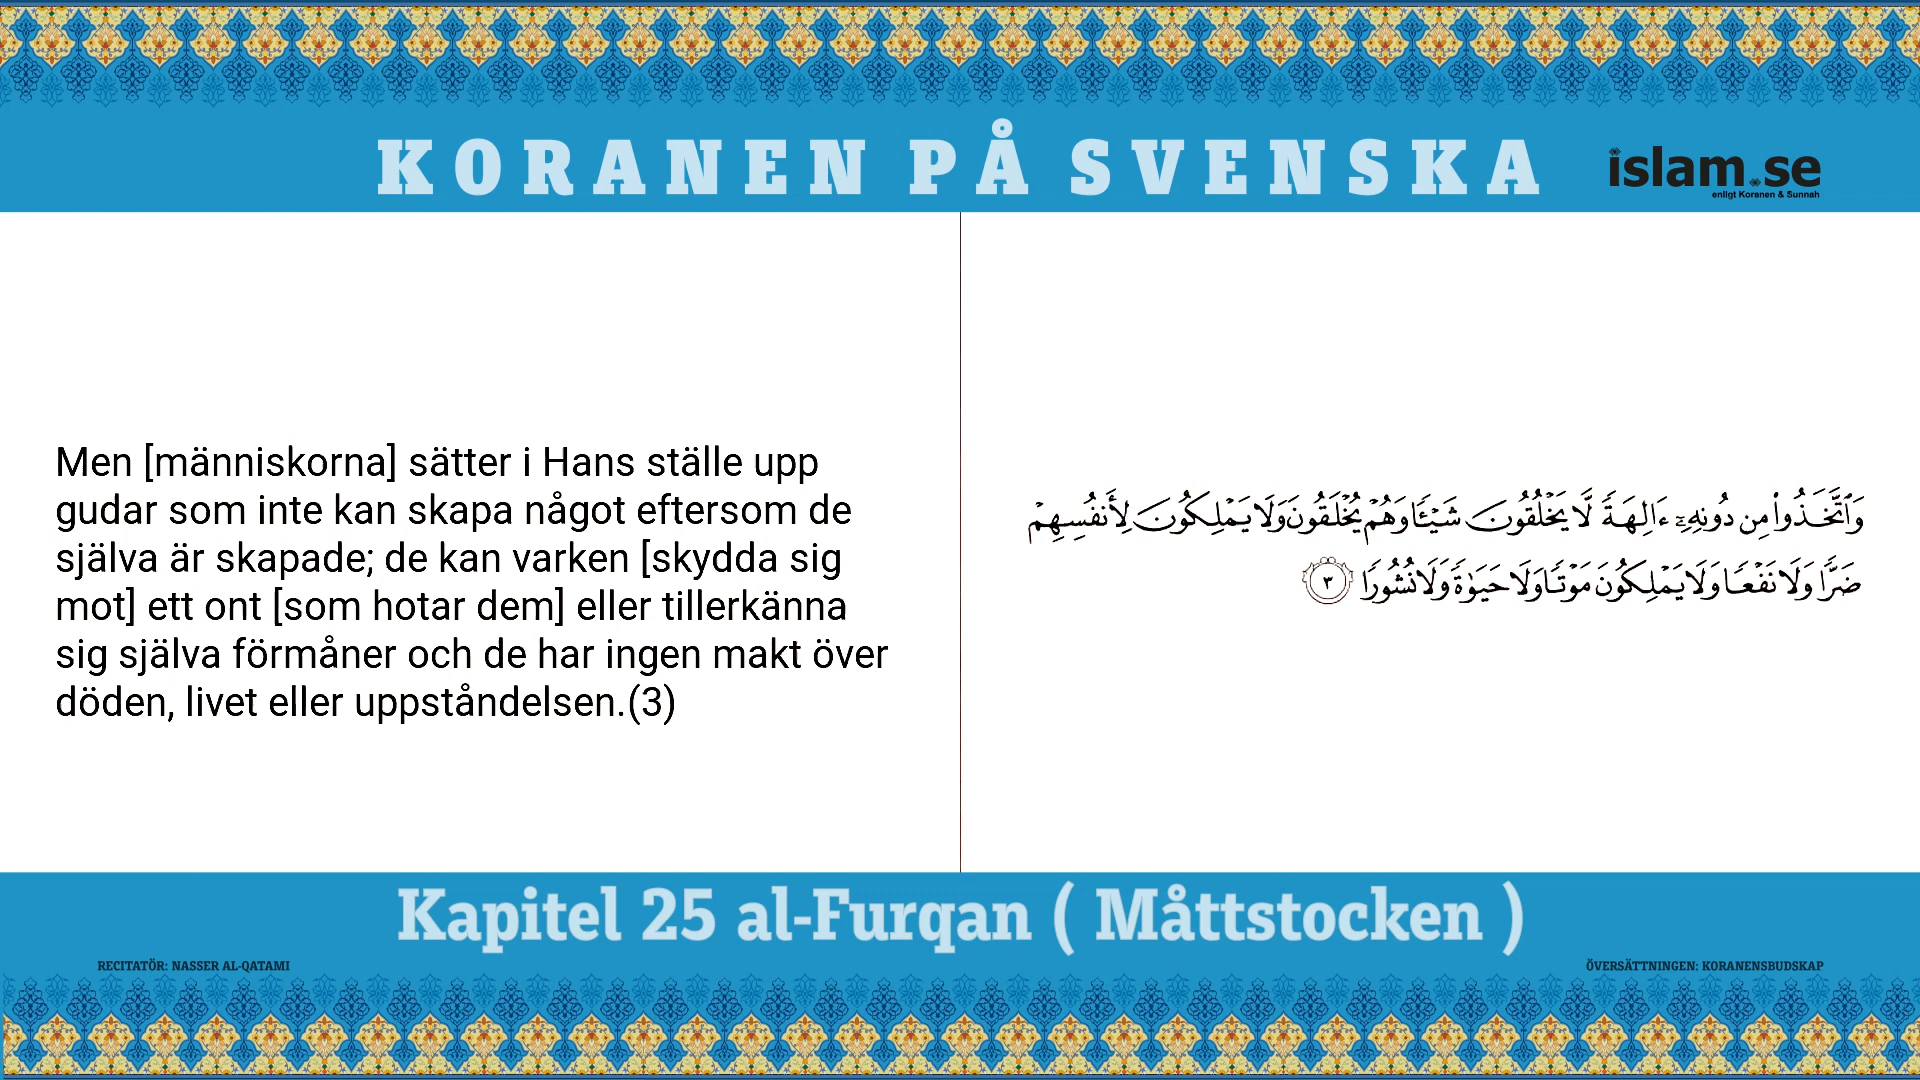 KORANEN PÅ SVENSKA
islam.se
enligt Koranen & Sunnah
Men [människorna] sätter i Hans ställe upp
gudar som inte kan skapa något eftersom de
själva är skapade; de kan varken [skydda sig
mot] ett ont [som hotar dem] eller tillerkänna
sig själva förmåner och de har ingen makt över
döden, livet eller uppståndelsen.(3)
وَٱتَّخَذُوا۟ مِن دُونِهِۦٓ ءَالِهَةً لَّا يَخْلُقُونَ شَيْـًٔا وَهُمْ يُخْلَقُونَ وَلَا يَمْلِكُونَ لِأَنفُسِهِمْ
ضَرًّا وَلَا نَفْعًا وَلَا يَمْلِكُونَ مَوْتًا وَلَا حَيَوٰةً وَلَا نُشُورًا ٣
Kapitel 25 al-Furqan ( Måttstocken )
RECITATÖR: NASSER AL-QATAMI
ÖVERSÄTTNINGEN: KORANENSBUDSKAP